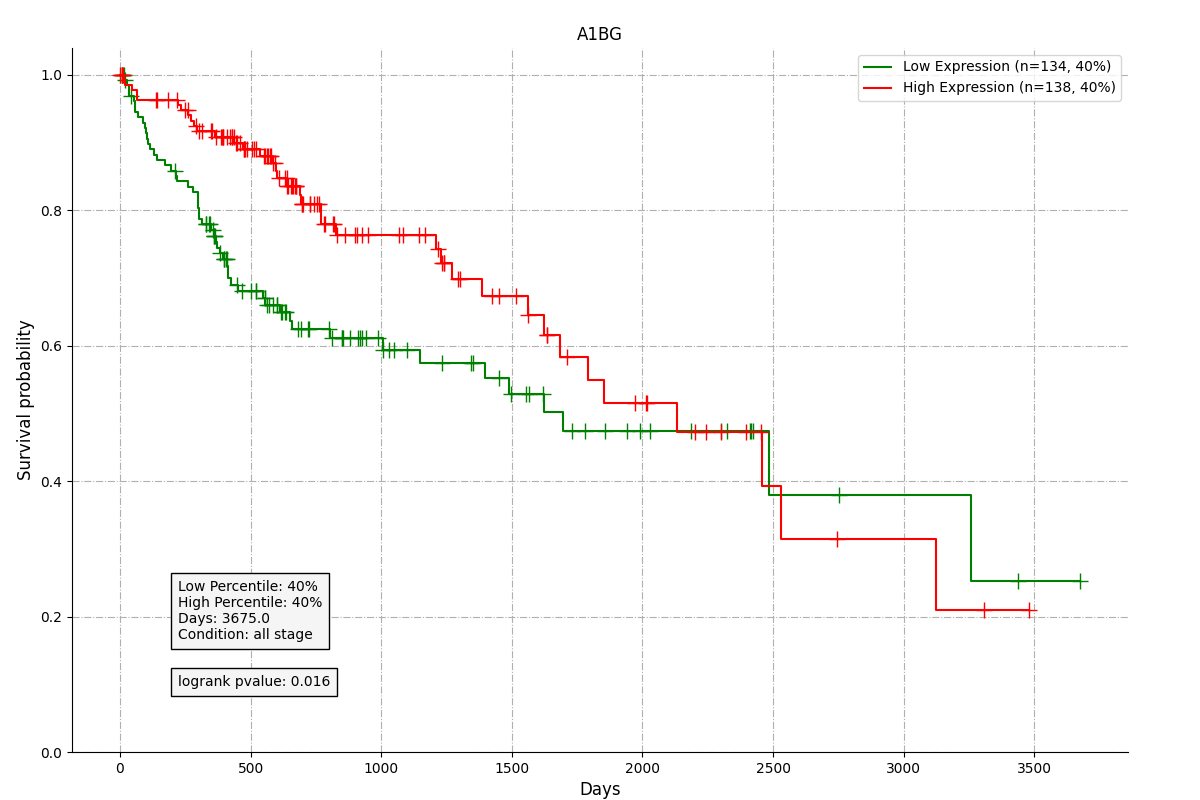 A1BG
Low Expression (n=134, 40%)
High Expression (n=138, 40%)
Survival probability
1.0
0.8
0.6
0.4
0.2
0.0
Low Percentile: 40%
High Percentile: 40%
Days: 3675.0
Condition: all stage
logrank pvalue: 0.016
0 500 1000 1500 2000 2500 3000 3500
Days